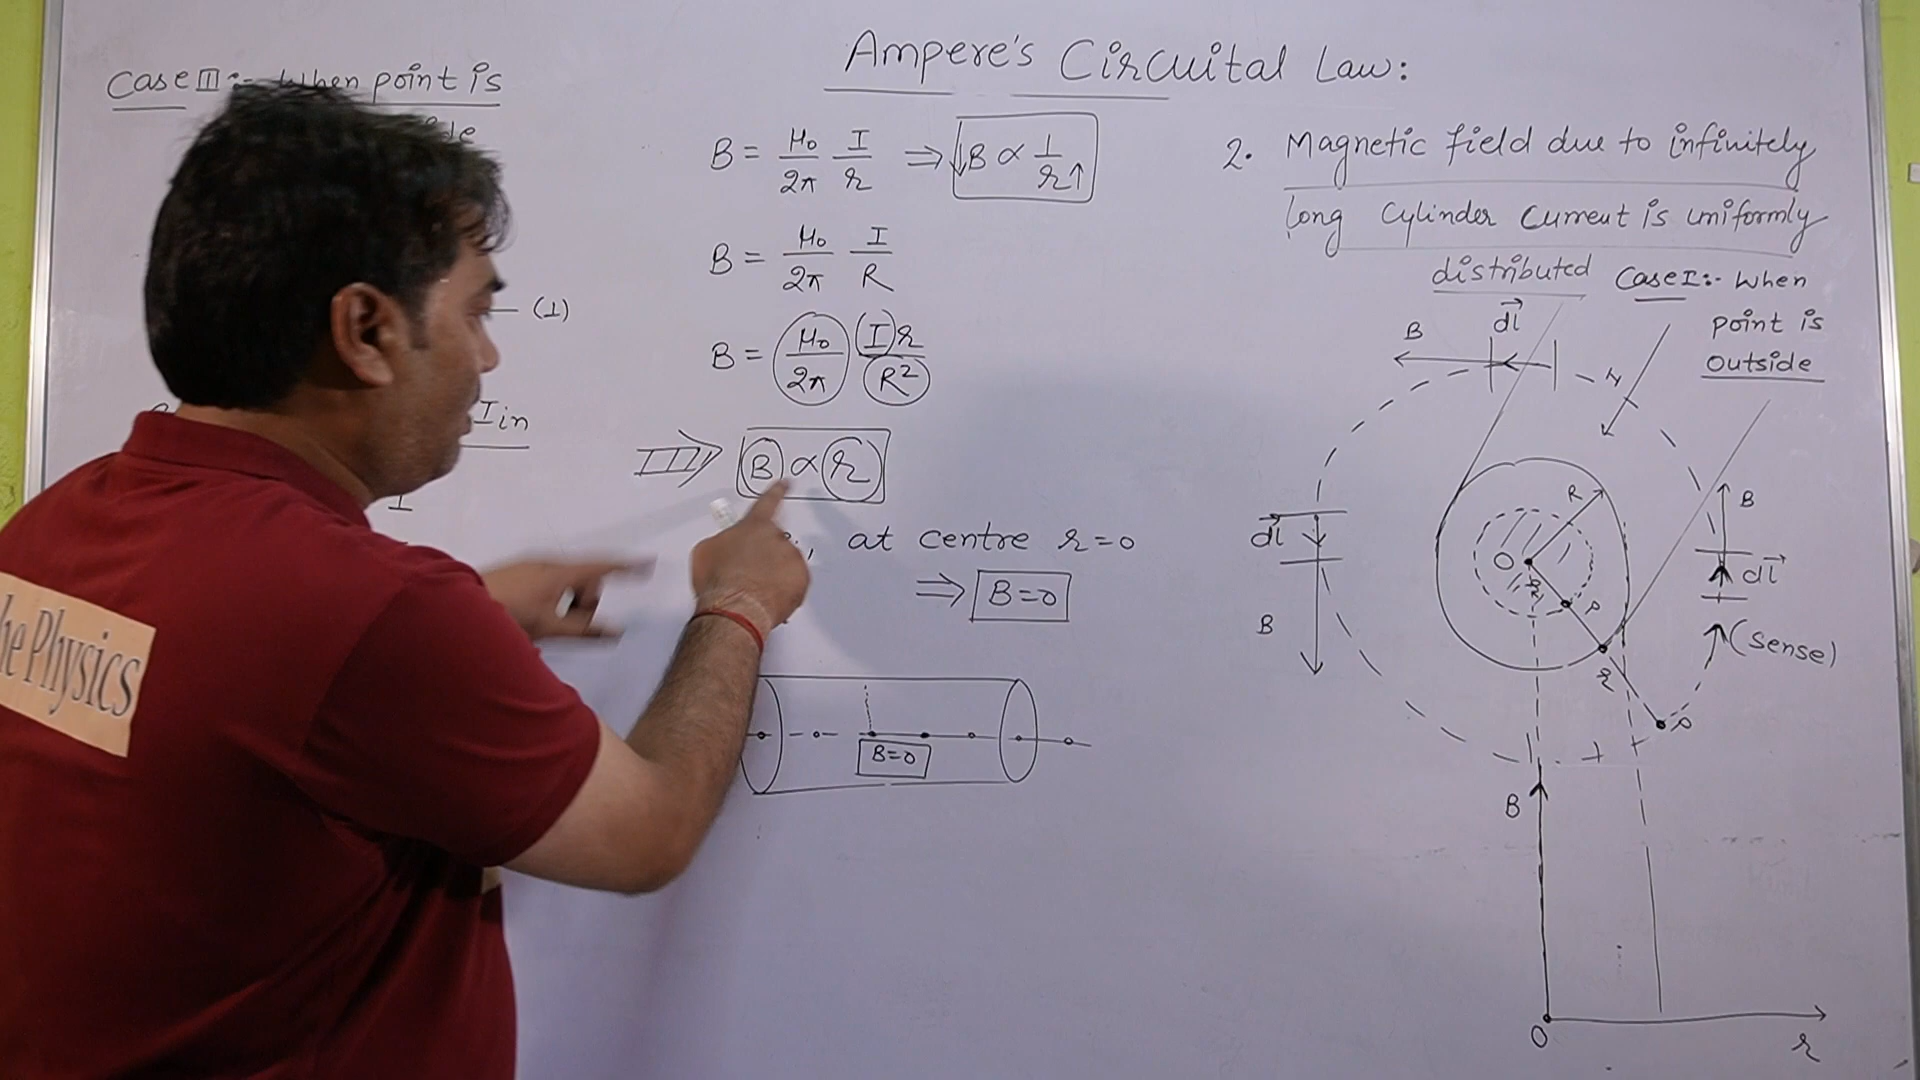 Ampere's Circuital Law:
Case III:- When point is
(1)
Iin
I
B = μ₀/2π I/r ⇒ ↓B ∝ 1/r↑
B = μ₀/2π I/R
B = μ₀/2π Ir/R²
⇒ B ∝ r
, at centre r=0
⇒ B=0
B=0
2. Magnetic field due to infinitely
long Cylinder current is uniformly
distributed
Case I:- When
point is
outside
B
dl
R
B
dl
dl
O
r
P
B
(sense)
r
P
B
O
r
he Physics